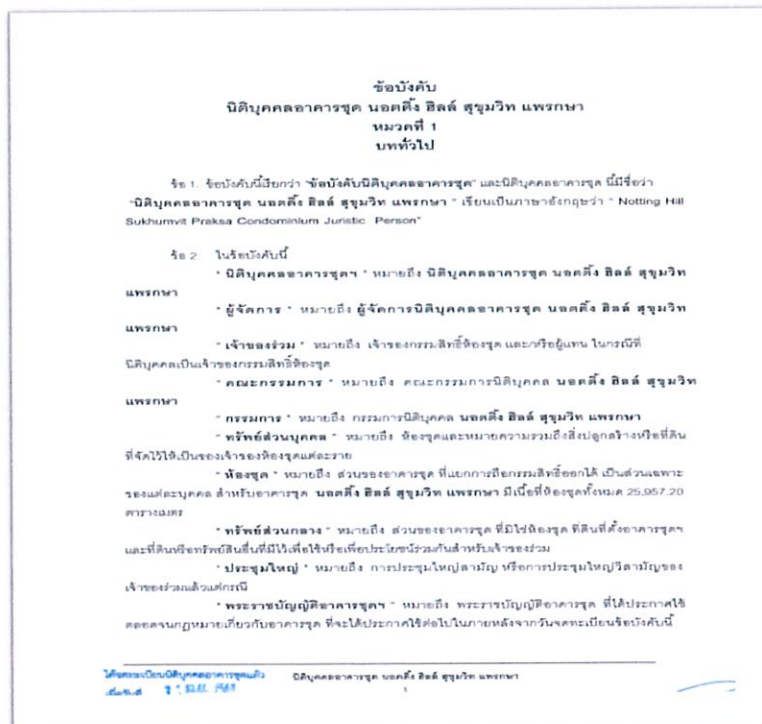 ข้อบังคับ
นิติบุคคลอาคารชุด นอตติ้ง ฮิลล์ สุขุมวิท แพรกษา
หมวดที่ 1
บททั่วไป
ข้อ 1. ข้อบังคับนี้เรียกว่า "ข้อบังคับนิติบุคคลอาคารชุด" และนิติบุคคลอาคารชุด นี้มีชื่อว่า
"นิติบุคคลอาคารชุด นอตติ้ง ฮิลล์ สุขุมวิท แพรกษา " เรียกเป็นภาษาอังกฤษว่า " Notting Hill
Sukhumvit Praksa Condominium Juristic Person"
ข้อ 2 ในข้อบังคับนี้
" นิติบุคคลอาคารชุดฯ " หมายถึง นิติบุคคลอาคารชุด นอตติ้ง ฮิลล์ สุขุมวิท
แพรกษา
" ผู้จัดการ " หมายถึง ผู้จัดการนิติบุคคลอาคารชุด นอตติ้ง ฮิลล์ สุขุมวิท
แพรกษา
" เจ้าของร่วม " หมายถึง เจ้าของกรรมสิทธิ์ห้องชุด และ/หรือผู้แทน ในกรณีที่
นิติบุคคลเป็นเจ้าของกรรมสิทธิ์ห้องชุด
" คณะกรรมการ " หมายถึง คณะกรรมการนิติบุคคล นอตติ้ง ฮิลล์ สุขุมวิท
แพรกษา
" กรรมการ " หมายถึง กรรมการนิติบุคคล นอตติ้ง ฮิลล์ สุขุมวิท แพรกษา
" ทรัพย์ส่วนบุคคล " หมายถึง ห้องชุดและหมายความรวมถึงสิ่งปลูกสร้างหรือที่ดิน
ที่จัดไว้ให้เป็นของเจ้าของห้องชุดแต่ละราย
" ห้องชุด " หมายถึง ส่วนของอาคารชุด ที่แยกการถือกรรมสิทธิ์ออกได้ เป็นส่วนเฉพาะ
ของแต่ละบุคคล สำหรับอาคารชุด นอตติ้ง ฮิลล์ สุขุมวิท แพรกษา มีเนื้อที่ห้องชุดทั้งหมด 25,957.20
ตารางเมตร
" ทรัพย์ส่วนกลาง " หมายถึง ส่วนของอาคารชุด ที่มิใช่ห้องชุด ที่ดินที่ตั้งอาคารชุดฯ
และที่ดินหรือทรัพย์สินอื่นที่มีไว้เพื่อใช้หรือเพื่อประโยชน์ร่วมกันสำหรับเจ้าของร่วม
" ประชุมใหญ่ " หมายถึง การประชุมใหญ่สามัญ หรือการประชุมใหญ่วิสามัญของ
เจ้าของร่วมแล้วแต่กรณี
" พระราชบัญญัติอาคารชุดฯ " หมายถึง พระราชบัญญัติอาคารชุด ที่ได้ประกาศใช้
ตลอดจนกฎหมายเกี่ยวกับอาคารชุด ที่จะได้ประกาศใช้ต่อไปในภายหลังจากวันจดทะเบียนข้อบังคับนี้
ได้จดทะเบียนนิติบุคคลอาคารชุดแล้ว
นิติบุคคลอาคารชุด นอตติ้ง ฮิลล์ สุขุมวิท แพรกษา
เมื่อวันที่
1